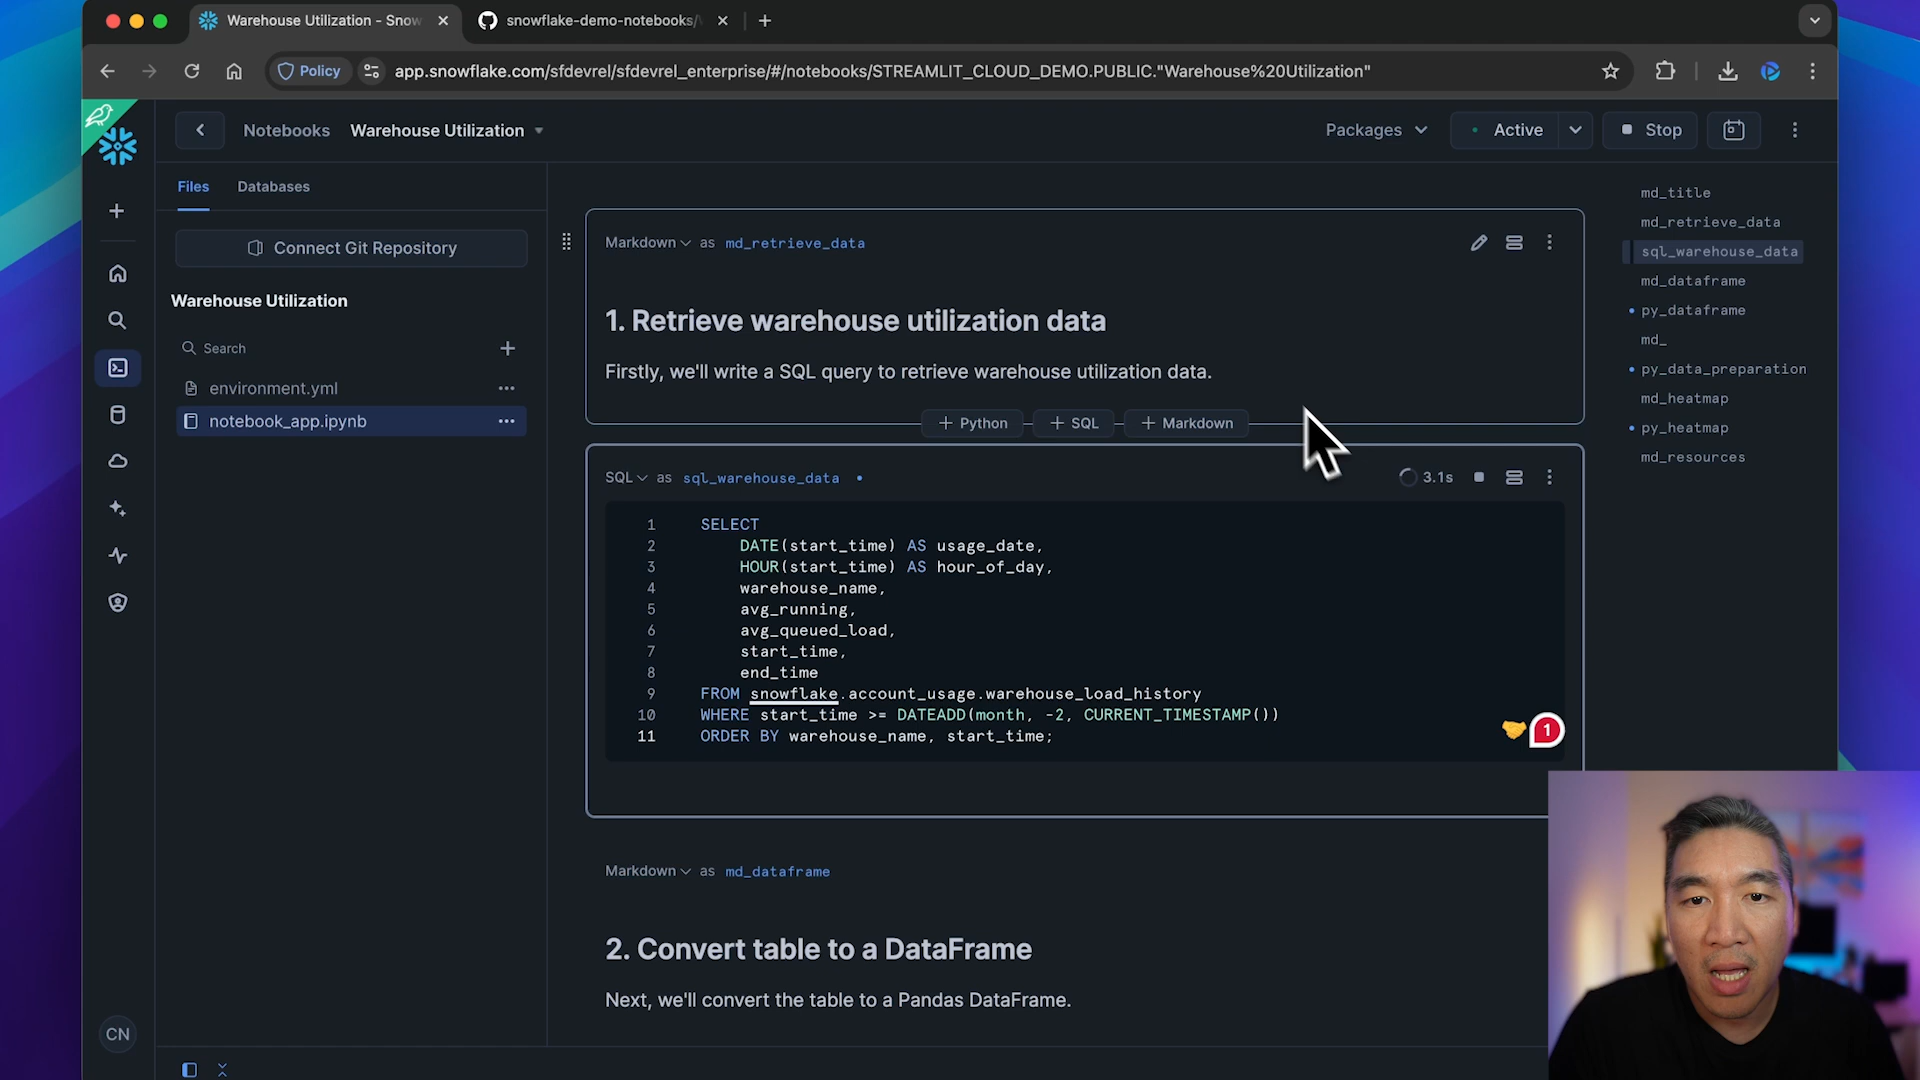 Warehouse Utilization - Snow
snowflake-demo-notebooks/
Policy
app.snowflake.com/sfdevrel/sfdevrel_enterprise/#/notebooks/STREAMLIT_CLOUD_DEMO.PUBLIC."Warehouse%20Utilization"
Notebooks
Warehouse Utilization
Packages
Active
Stop
Files
Databases
Connect Git Repository
Warehouse Utilization
Search
environment.yml
notebook_app.ipynb
CN
Markdown as md_retrieve_data
1. Retrieve warehouse utilization data
Firstly, we'll write a SQL query to retrieve warehouse utilization data.
+ Python
+ SQL
+ Markdown
SQL as sql_warehouse_data
3.1s
1 SELECT
2 DATE(start_time) AS usage_date,
3 HOUR(start_time) AS hour_of_day,
4 warehouse_name,
5 avg_running,
6 avg_queued_load,
7 start_time,
8 end_time
9 FROM snowflake.account_usage.warehouse_load_history
10 WHERE start_time >= DATEADD(month, -2, CURRENT_TIMESTAMP())
11 ORDER BY warehouse_name, start_time;
1
Markdown as md_dataframe
2. Convert table to a DataFrame
Next, we'll convert the table to a Pandas DataFrame.
md_title
md_retrieve_data
sql_warehouse_data
md_dataframe
py_dataframe
md_
py_data_preparation
md_heatmap
py_heatmap
md_resources